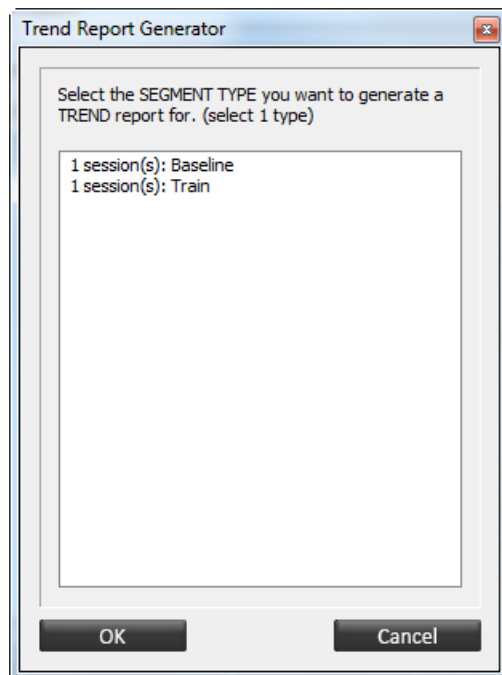 Trend Report Generator
Select the SEGMENT TYPE you want to generate a
TREND report for. (select 1 type)
1 session(s): Baseline
1 session(s): Train
OK
Cancel